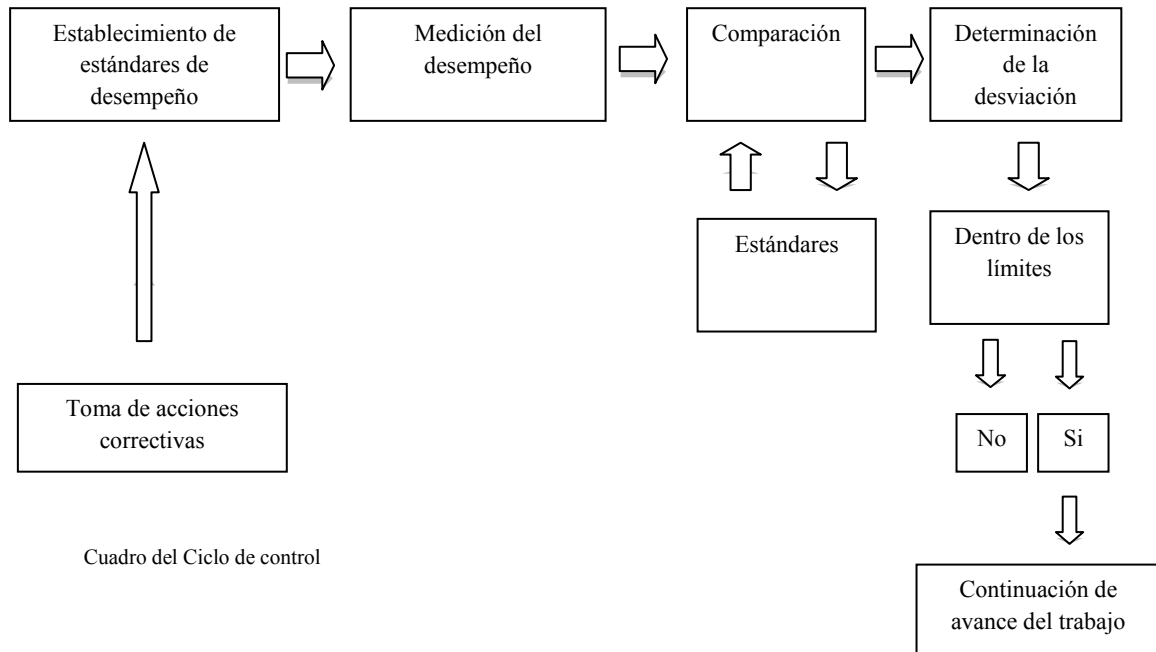 Establecimiento de
estándares de
desempeño
Medición del
desempeño
Comparación
Determinación
de la
desviación
Estándares
Dentro de los
límites
Toma de acciones
correctivas
No
Si
Cuadro del Ciclo de control
Continuación de
avance del trabajo